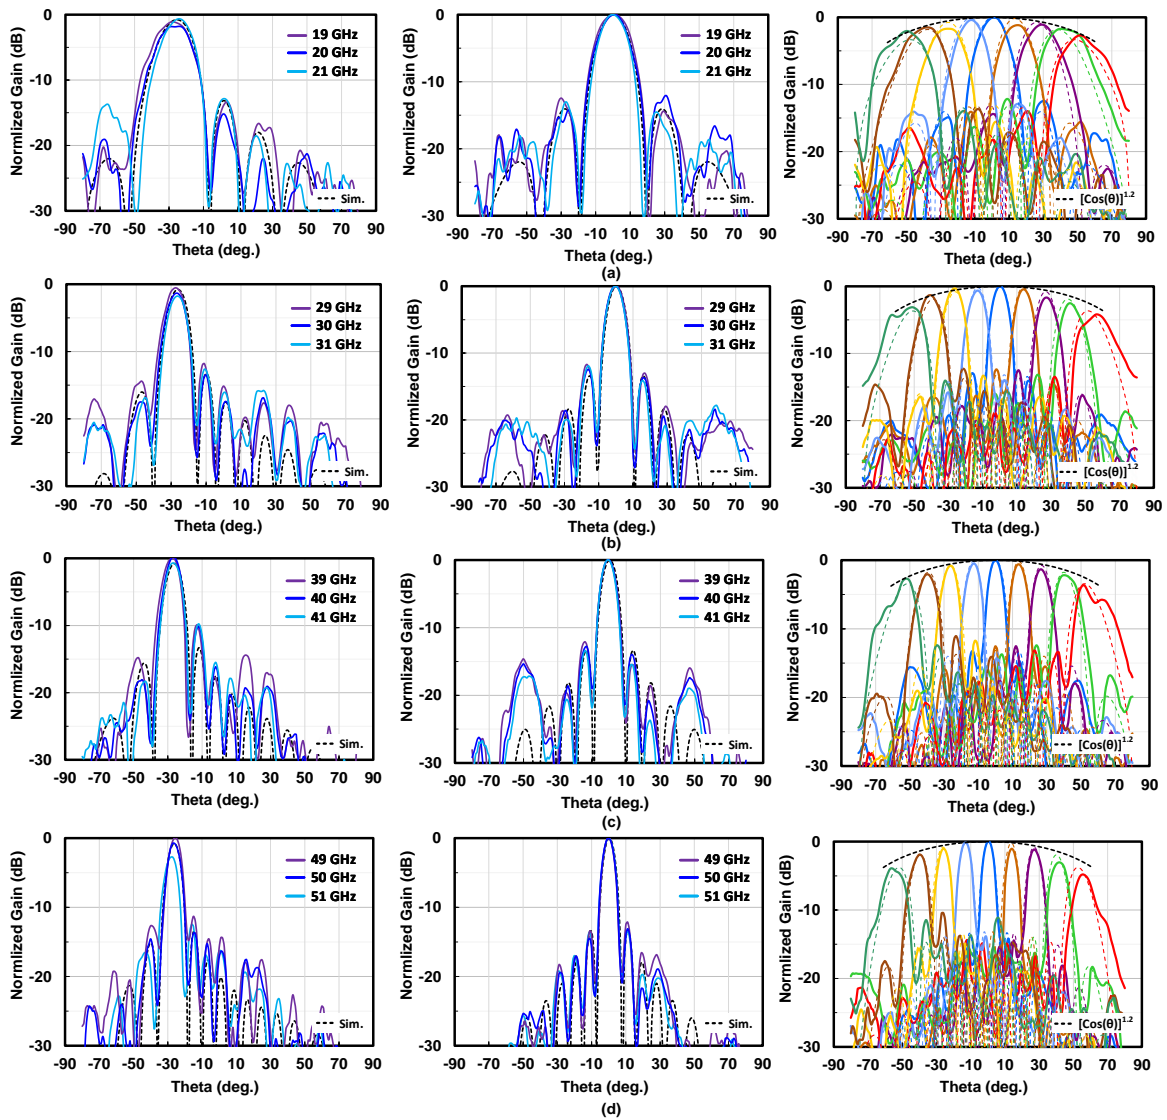 Normlized Gain (dB)
0
-10
-20
-30
19 GHz
20 GHz
21 GHz
Sim.
-90 -70 -50 -30 -10 10 30 50 70 90
Theta (deg.)
Normlized Gain (dB)
0
-10
-20
-30
19 GHz
20 GHz
21 GHz
Sim.
-90 -70 -50 -30 -10 10 30 50 70 90
Theta (deg.)
Normlized Gain (dB)
0
-10
-20
-30
[Cos(θ)]^1.2
-90 -70 -50 -30 -10 10 30 50 70 90
Theta (deg.)
(a)
Normlized Gain (dB)
0
-10
-20
-30
29 GHz
30 GHz
31 GHz
Sim.
-90 -70 -50 -30 -10 10 30 50 70 90
Theta (deg.)
Normlized Gain (dB)
0
-10
-20
-30
29 GHz
30 GHz
31 GHz
Sim.
-90 -70 -50 -30 -10 10 30 50 70 90
Theta (deg.)
Normlized Gain (dB)
0
-10
-20
-30
[Cos(θ)]^1.2
-90 -70 -50 -30 -10 10 30 50 70 90
Theta (deg.)
(b)
Normlized Gain (dB)
0
-10
-20
-30
39 GHz
40 GHz
41 GHz
Sim.
-90 -70 -50 -30 -10 10 30 50 70 90
Theta (deg.)
Normlized Gain (dB)
0
-10
-20
-30
39 GHz
40 GHz
41 GHz
Sim.
-90 -70 -50 -30 -10 10 30 50 70 90
Theta (deg.)
Normlized Gain (dB)
0
-10
-20
-30
[Cos(θ)]^1.2
-90 -70 -50 -30 -10 10 30 50 70 90
Theta (deg.)
(c)
Normlized Gain (dB)
0
-10
-20
-30
49 GHz
50 GHz
51 GHz
Sim.
-90 -70 -50 -30 -10 10 30 50 70 90
Theta (deg.)
Normlized Gain (dB)
0
-10
-20
-30
49 GHz
50 GHz
51 GHz
Sim.
-90 -70 -50 -30 -10 10 30 50 70 90
Theta (deg.)
Normlized Gain (dB)
0
-10
-20
-30
[Cos(θ)]^1.2
-90 -70 -50 -30 -10 10 30 50 70 90
Theta (deg.)
(d)